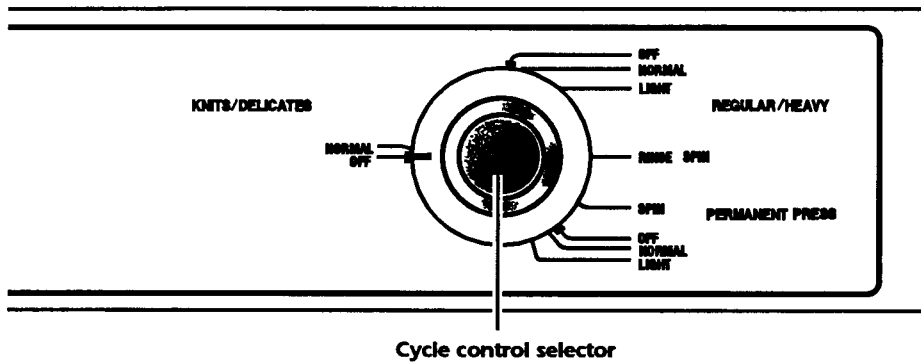 OFF
NORMAL
LIGHT
KNITS/DELICATES
REGULAR/HEAVY
NORMAL
OFF
RINSE SPIN
SPIN
PERMANENT PRESS
OFF
NORMAL
LIGHT
Cycle control selector